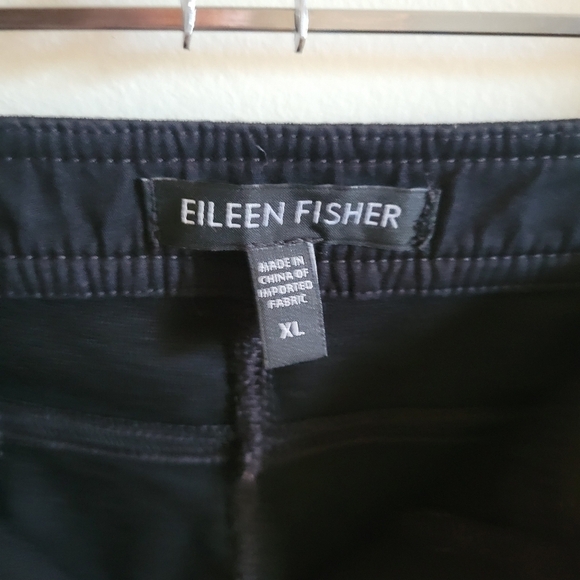 EILEEN FISHER
MADE IN
CHINA OF
IMPORTED
FABRIC
XL